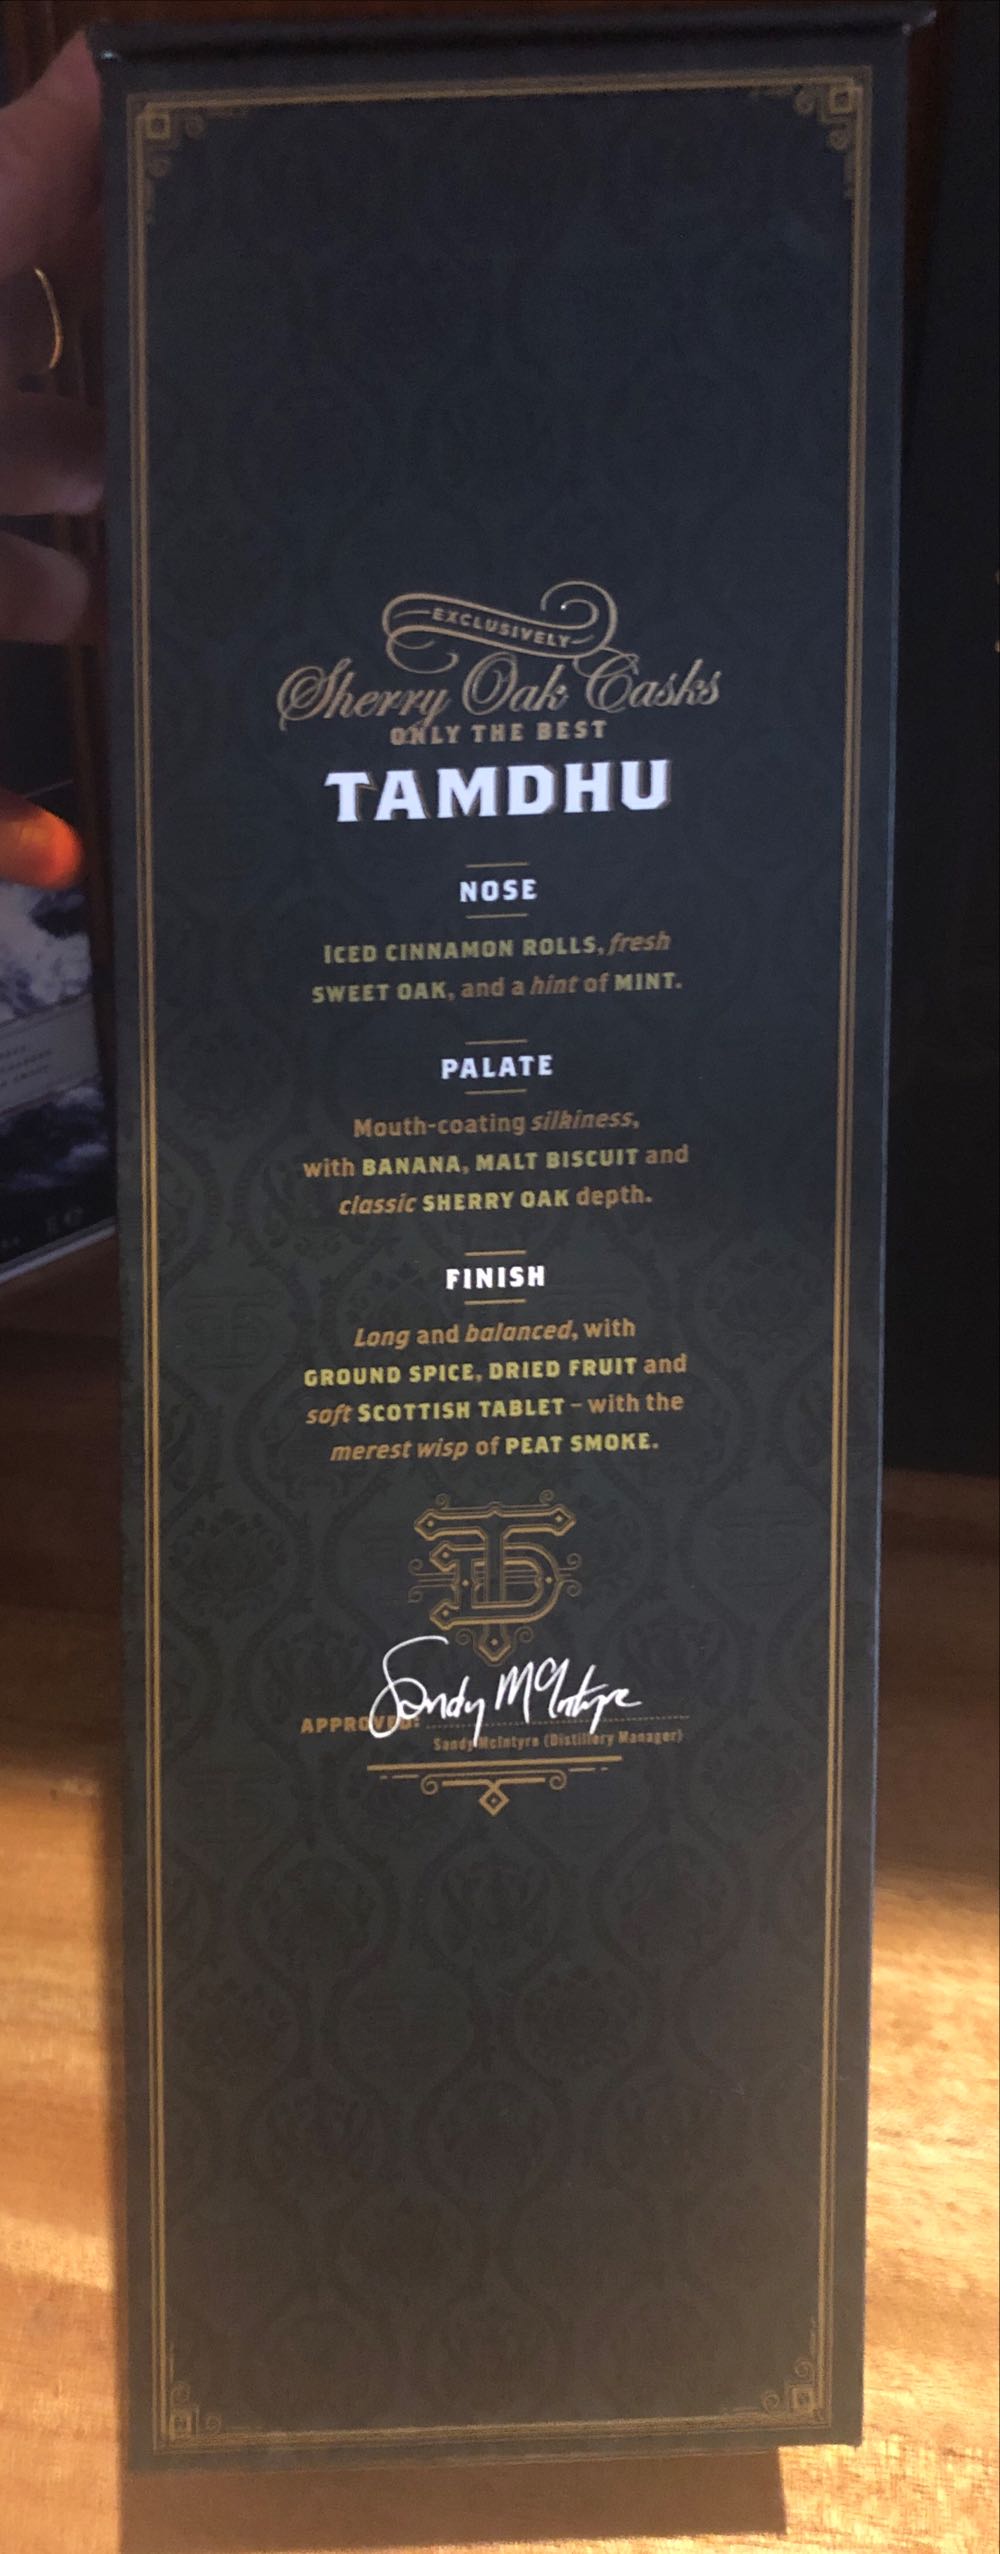 EXCLUSIVELY
Sherry Oak Casks
ONLY THE BEST
TAMDHU
NOSE
ICED CINNAMON ROLLS, fresh
SWEET OAK, and a hint of MINT.
PALATE
Mouth-coating silkiness,
with BANANA, MALT BISCUIT and
classic SHERRY OAK depth.
FINISH
Long and balanced, with
GROUND SPICE, DRIED FRUIT and
soft SCOTTISH TABLET – with the
merest wisp of PEAT SMOKE.
TD
Sandy McIntyre
APPROVED:
Sandy McIntyre (Distillery Manager)